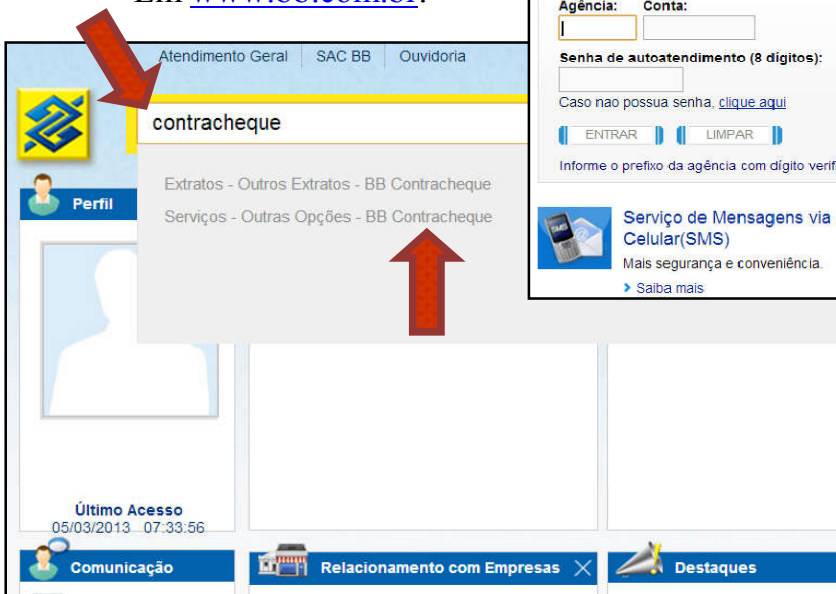 Em www.bb.com.br:
Agência: Conta:
Senha de autoatendimento (8 dígitos):
Caso nao possua senha, clique aqui
ENTRAR LIMPAR
Informe o prefixo da agência com dígito verif
Serviço de Mensagens via
Celular(SMS)
Mais segurança e conveniência.
Saiba mais
Atendimento Geral SAC BB Ouvidoria
contracheque
Extratos - Outros Extratos - BB Contracheque
Serviços - Outras Opções - BB Contracheque
Perfil
Último Acesso
05/03/2013 07:33:56
Comunicação
Relacionamento com Empresas
Destaques